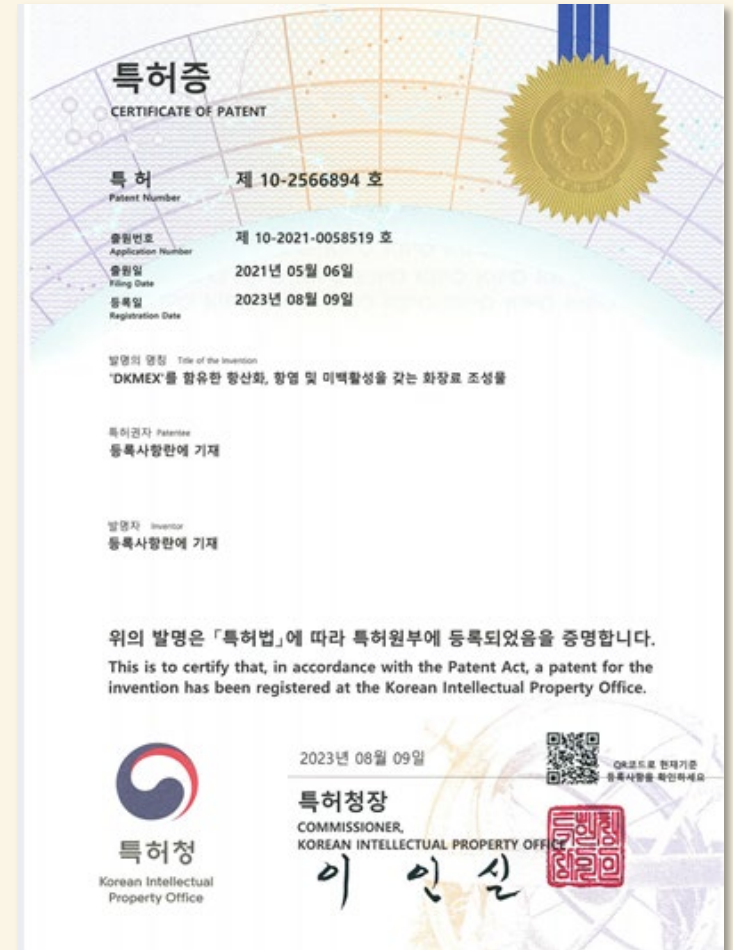 특허증
CERTIFICATE OF PATENT
특 허 제 10-2566894 호
Patent Number
출원번호 제 10-2021-0058519 호
Application Number
출원일 2021년 05월 06일
Filing Date
등록일 2023년 08월 09일
Registration Date
발명의 명칭 Title of the Invention
'DKMEX'를 함유한 항산화, 항염 및 미백활성을 갖는 화장료 조성물
특허권자 Patentee
등록사항란에 기재
발명자 Inventor
등록사항란에 기재
위의 발명은 「특허법」에 따라 특허원부에 등록되었음을 증명합니다.
This is to certify that, in accordance with the Patent Act, a patent for the
invention has been registered at the Korean Intellectual Property Office.
2023년 08월 09일
QR코드로 현재기준
등록사항을 확인하세요
특허청장
COMMISSIONER,
KOREAN INTELLECTUAL PROPERTY OFFICE
이 인 실
특허청
Korean Intellectual
Property Office